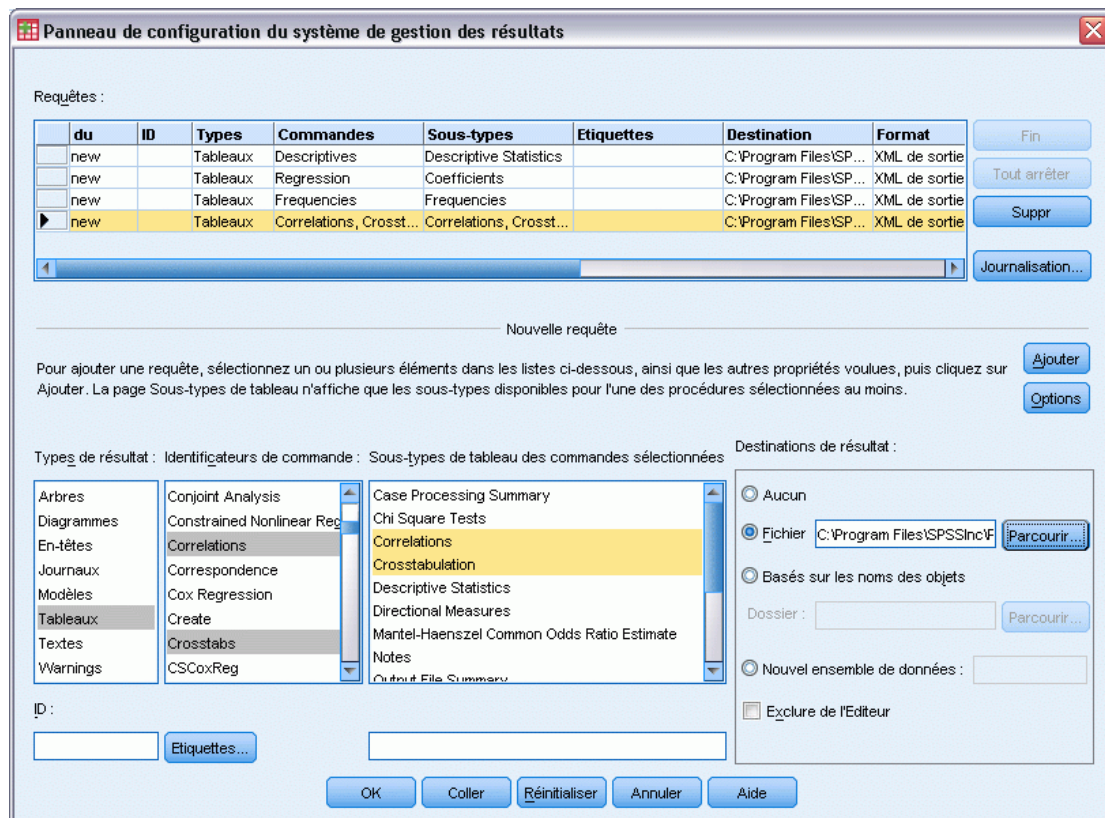 Panneau de configuration du système de gestion des résultats
Requêtes :
du ID Types Commandes Sous-types Etiquettes Destination Format
new Tableaux Descriptives Descriptive Statistics C:\Program Files\SP... XML de sortie
new Tableaux Regression Coefficients C:\Program Files\SP... XML de sortie
new Tableaux Frequencies Frequencies C:\Program Files\SP... XML de sortie
new Tableaux Correlations, Crosst... Correlations, Crosst... C:\Program Files\SP... XML de sortie
Fin
Tout arrêter
Suppr
Journalisation...
Nouvelle requête
Pour ajouter une requête, sélectionnez un ou plusieurs éléments dans les listes ci-dessous, ainsi que les autres propriétés voulues, puis cliquez sur
Ajouter. La page Sous-types de tableau n'affiche que les sous-types disponibles pour l'une des procédures sélectionnées au moins.
Ajouter
Options
Types de résultat :
Arbres
Diagrammes
En-têtes
Journaux
Modèles
Tableaux
Textes
Warnings
Identificateurs de commande :
Conjoint Analysis
Constrained Nonlinear Reg
Correlations
Correspondence
Cox Regression
Create
Crosstabs
CSCoxReg
Sous-types de tableau des commandes sélectionnées
Case Processing Summary
Chi Square Tests
Correlations
Crosstabulation
Descriptive Statistics
Directional Measures
Mantel-Haenszel Common Odds Ratio Estimate
Notes
Output File Summary
Destinations de résultat :
Aucun
Fichier C:\Program Files\SPSSInc\F Parcourir...
Basés sur les noms des objets
Dossier : Parcourir...
Nouvel ensemble de données :
Exclure de l'Editeur
ID :
Etiquettes...
OK Coller Réinitialiser Annuler Aide